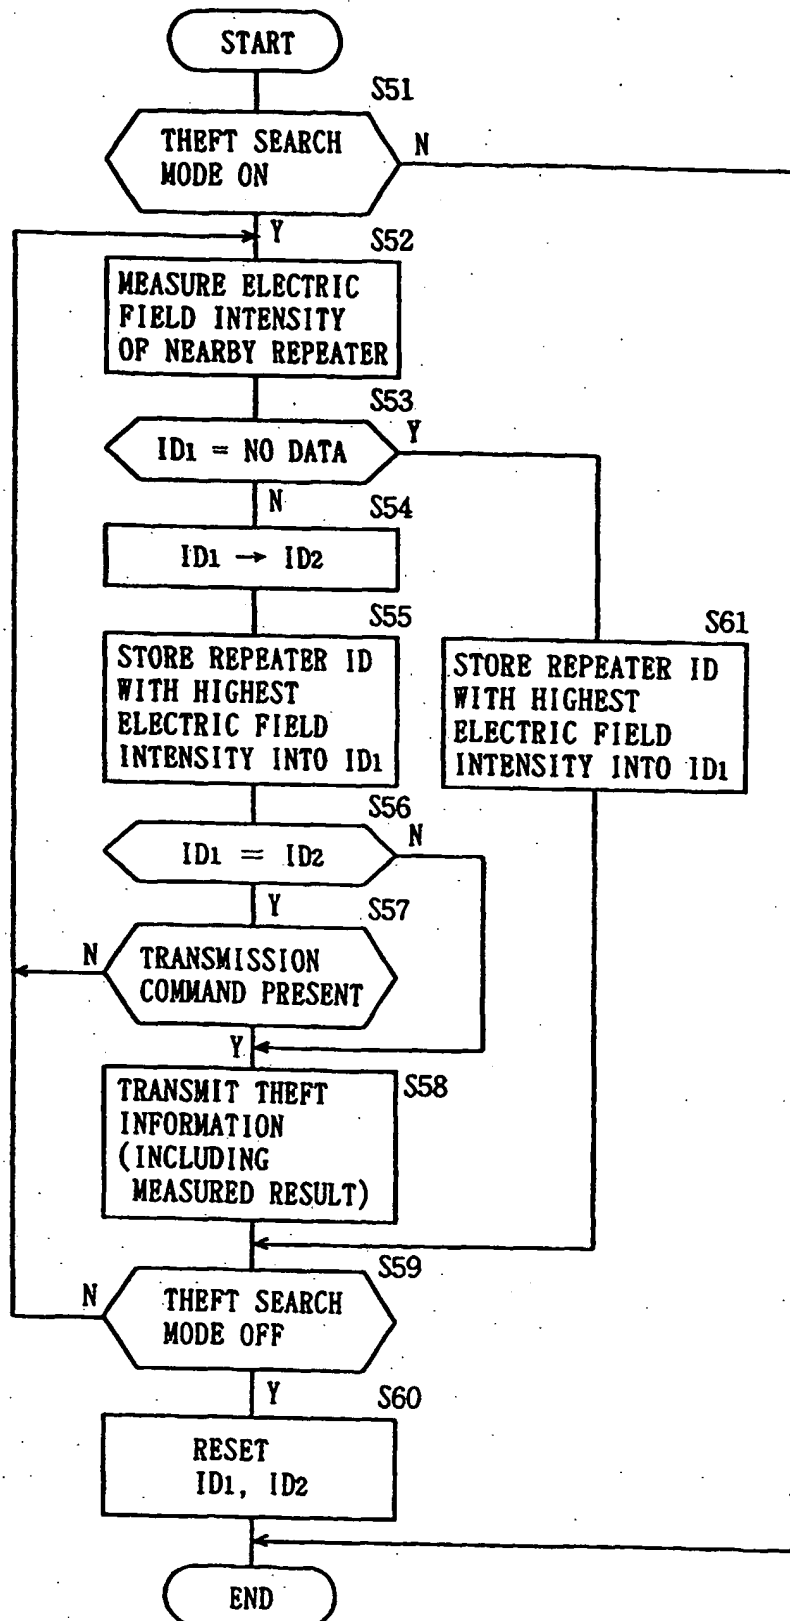 START
S51
THEFT SEARCH
MODE ON
N
Y
S52
MEASURE ELECTRIC
FIELD INTENSITY
OF NEARBY REPEATER
S53
ID1 = NO DATA
Y
N
S54
ID1 → ID2
S55
STORE REPEATER ID
WITH HIGHEST
ELECTRIC FIELD
INTENSITY INTO ID1
S61
STORE REPEATER ID
WITH HIGHEST
ELECTRIC FIELD
INTENSITY INTO ID1
S56
ID1 = ID2
N
Y
S57
TRANSMISSION
COMMAND PRESENT
N
Y
S58
TRANSMIT THEFT
INFORMATION
(INCLUDING
MEASURED RESULT)
S59
THEFT SEARCH
MODE OFF
N
Y
S60
RESET
ID1, ID2
END